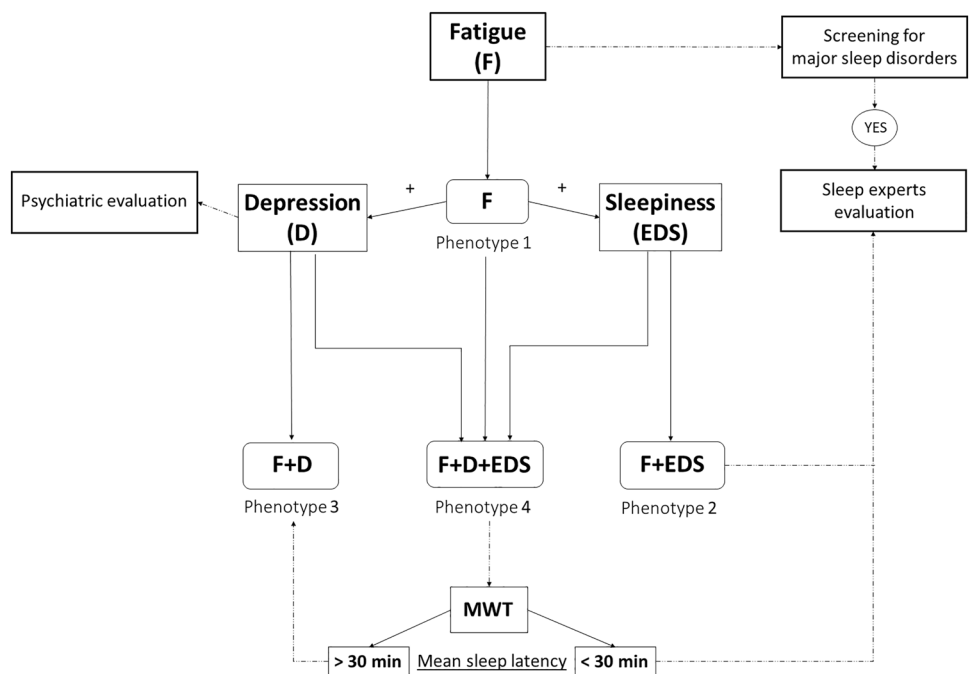 Fatigue
(F)
Screening for
major sleep disorders
YES
Psychiatric evaluation
+
+
Depression
(D)
F
Phenotype 1
Sleepiness
(EDS)
Sleep experts
evaluation
F+D
F+D+EDS
F+EDS
Phenotype 3
Phenotype 4
Phenotype 2
MWT
> 30 min
Mean sleep latency
< 30 min